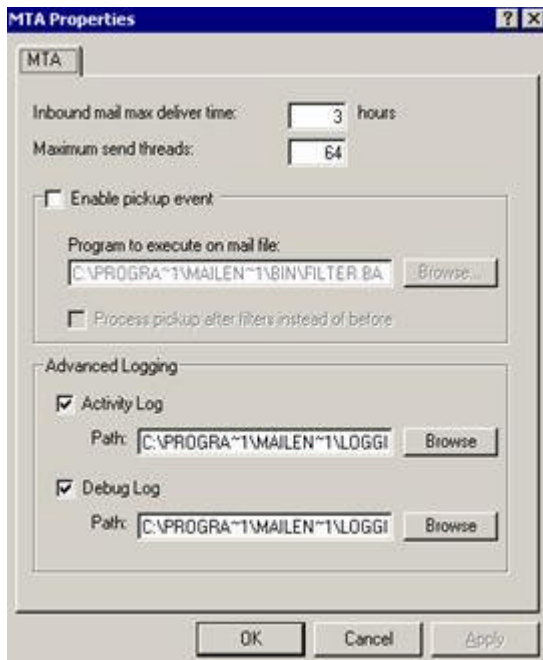 MTA Properties
MTA
Inbound mail max deliver time: 3 hours
Maximum send threads: 64
Enable pickup event
Program to execute on mail file:
C:\PROGRA~1\MAILEN~1\BIN\FILTER.BA Browse...
Process pickup after filters instead of before
Advanced Logging
Activity Log
Path: C:\PROGRA~1\MAILEN~1\LOGGI Browse
Debug Log
Path: C:\PROGRA~1\MAILEN~1\LOGGI Browse
OK Cancel Apply